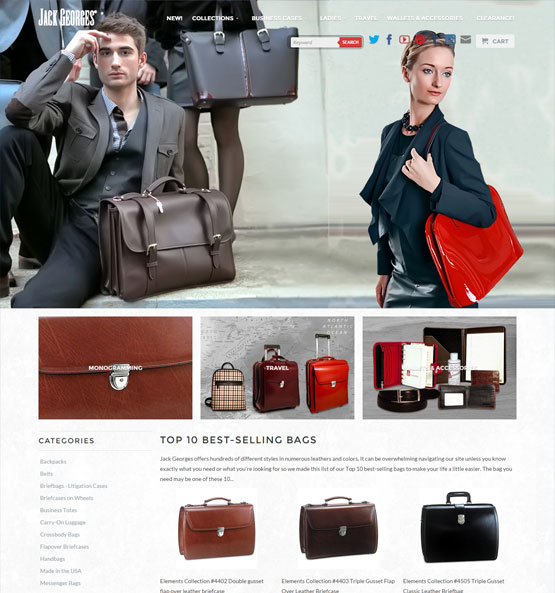 JACK GEORGES®
NEW! COLLECTIONS BUSINESS CASES LADIES TRAVEL WALLETS & ACCESSORIES CLEARANCE!
Keyword SEARCH CART
NORTH
ATLANTIC
OCEAN
MONOGRAMMING
TRAVEL
& ACCESSORIES
CATEGORIES
Backpacks
Belts
Briefbags - Litigation Cases
Briefcases on Wheels
Business Totes
Carry-On Luggage
Crossbody Bags
Flapover Briefcases
Handbags
Made in the USA
Messenger Bags
TOP 10 BEST-SELLING BAGS
Jack Georges offers hundreds of different styles in numerous leathers and colors. It can be overwhelming navigating our site unless you know
exactly what you need or what you're looking for so we made this list of our Top 10 best-selling bags to make your life a little easier. The bag you
need may be one of these 10...
Elements Collection #4402 Double gusset
flap over leather briefcase
Elements Collection #4403 Triple Gusset Flap
Over Leather Briefcase
Elements Collection #4505 Triple Gusset
Classic Leather Briefbag